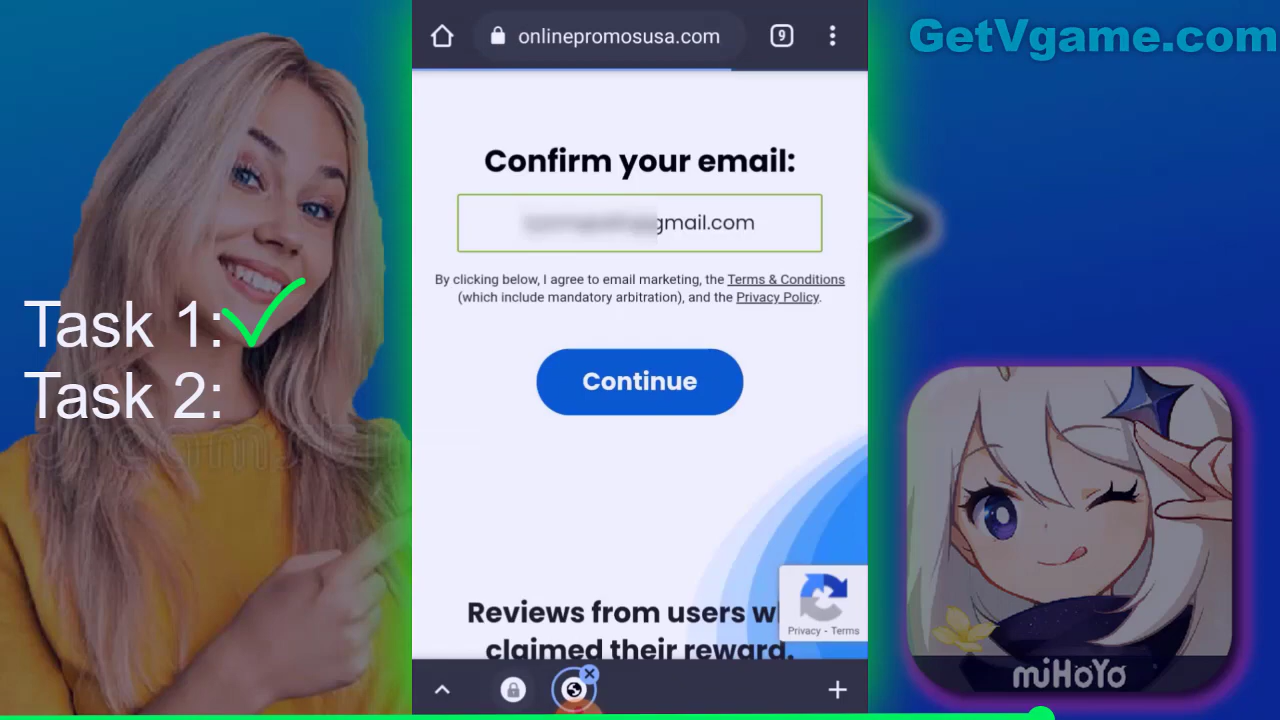 onlinepromosusa.com
9
GetVgame.com
Confirm your email:
gmail.com
By clicking below, I agree to email marketing, the Terms & Conditions
(which include mandatory arbitration), and the Privacy Policy.
Continue
Task 1:
Task 2:
Reviews from users w
claimed their reward.
Privacy - Terms
miHoYo